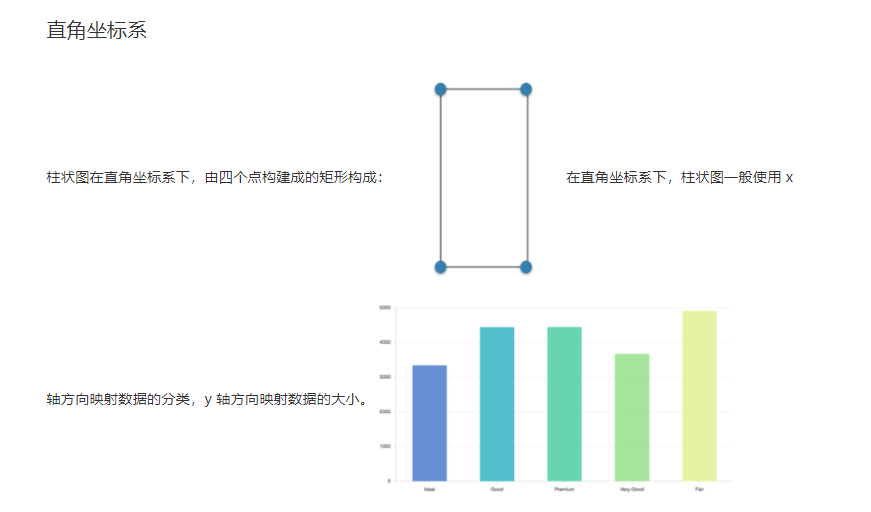 直角坐标系
柱状图在直角坐标系下，由四个点构建成的矩形构成：
在直角坐标系下，柱状图一般使用 x
轴方向映射数据的分类，y 轴方向映射数据的大小。
5000
4000
3000
2000
1000
0
Ideal
Good
Premium
Very-Good
Fair